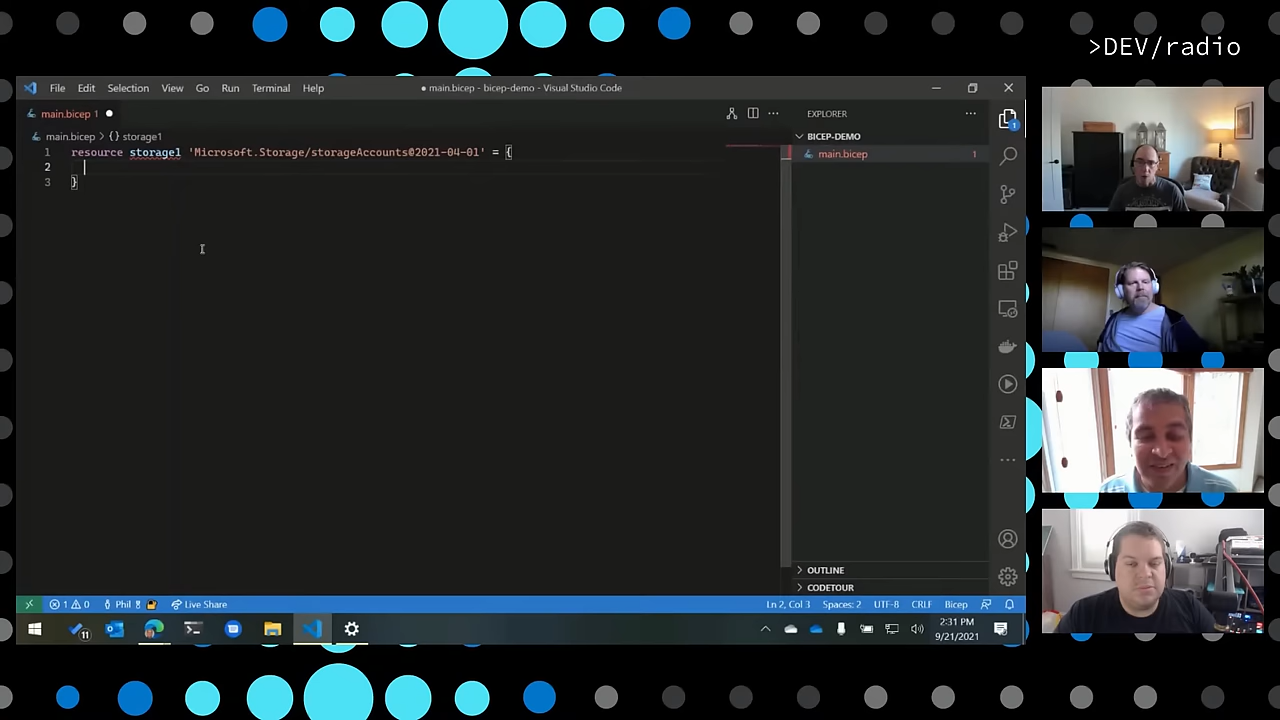 >DEV/radio
File Edit Selection View Go Run Terminal Help
● main.bicep - bicep-demo - Visual Studio Code
main.bicep 1 ●
EXPLORER
main.bicep > {} storage1
BICEP-DEMO
1 resource storage1 'Microsoft.Storage/storageAccounts@2021-04-01' = {
main.bicep 1
2
3 }
1
OUTLINE
CODETOUR
1 0 Phil Live Share Ln 2, Col 3 Spaces: 2 UTF-8 CRLF Bicep
11
2:31 PM
9/21/2021